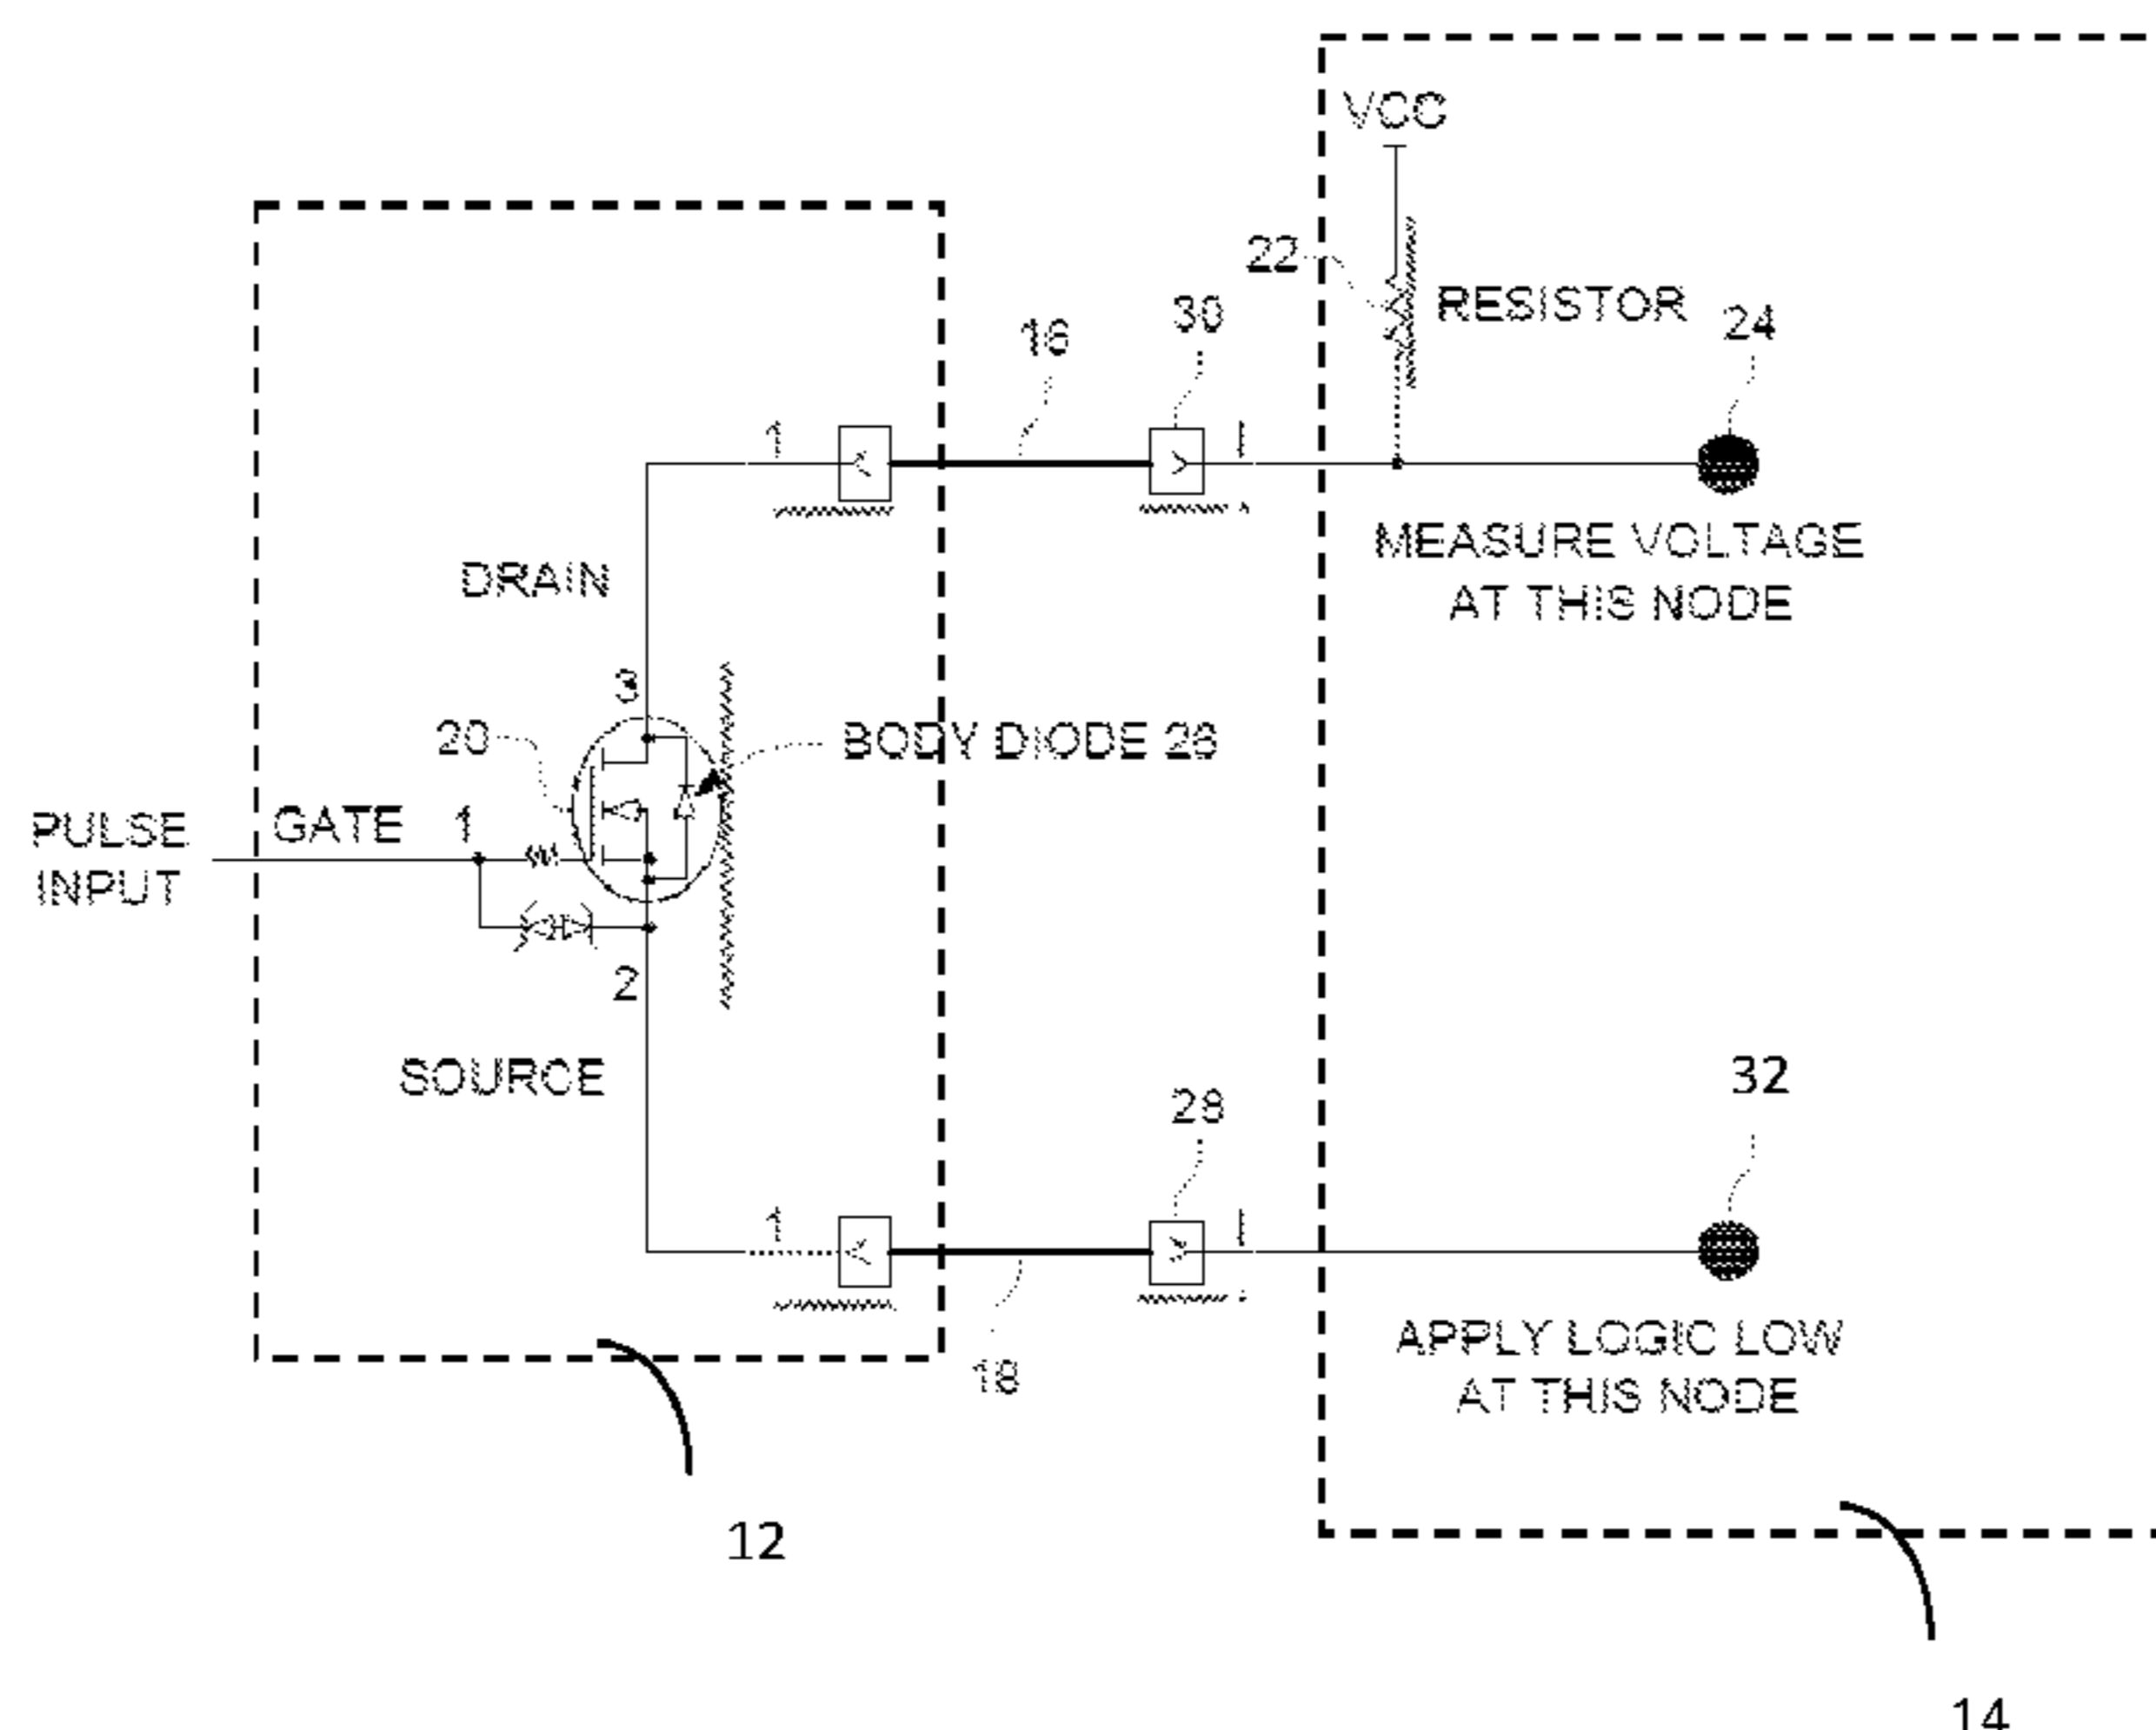 VCC
22
RESISTOR
24
30
16
1
1
MEASURE VOLTAGE
AT THIS NODE
DRAIN
3
20
BODY DIODE 26
PULSE
INPUT
GATE
1
2
SOURCE
32
28
1
1
18
APPLY LOGIC LOW
AT THIS NODE
12
14